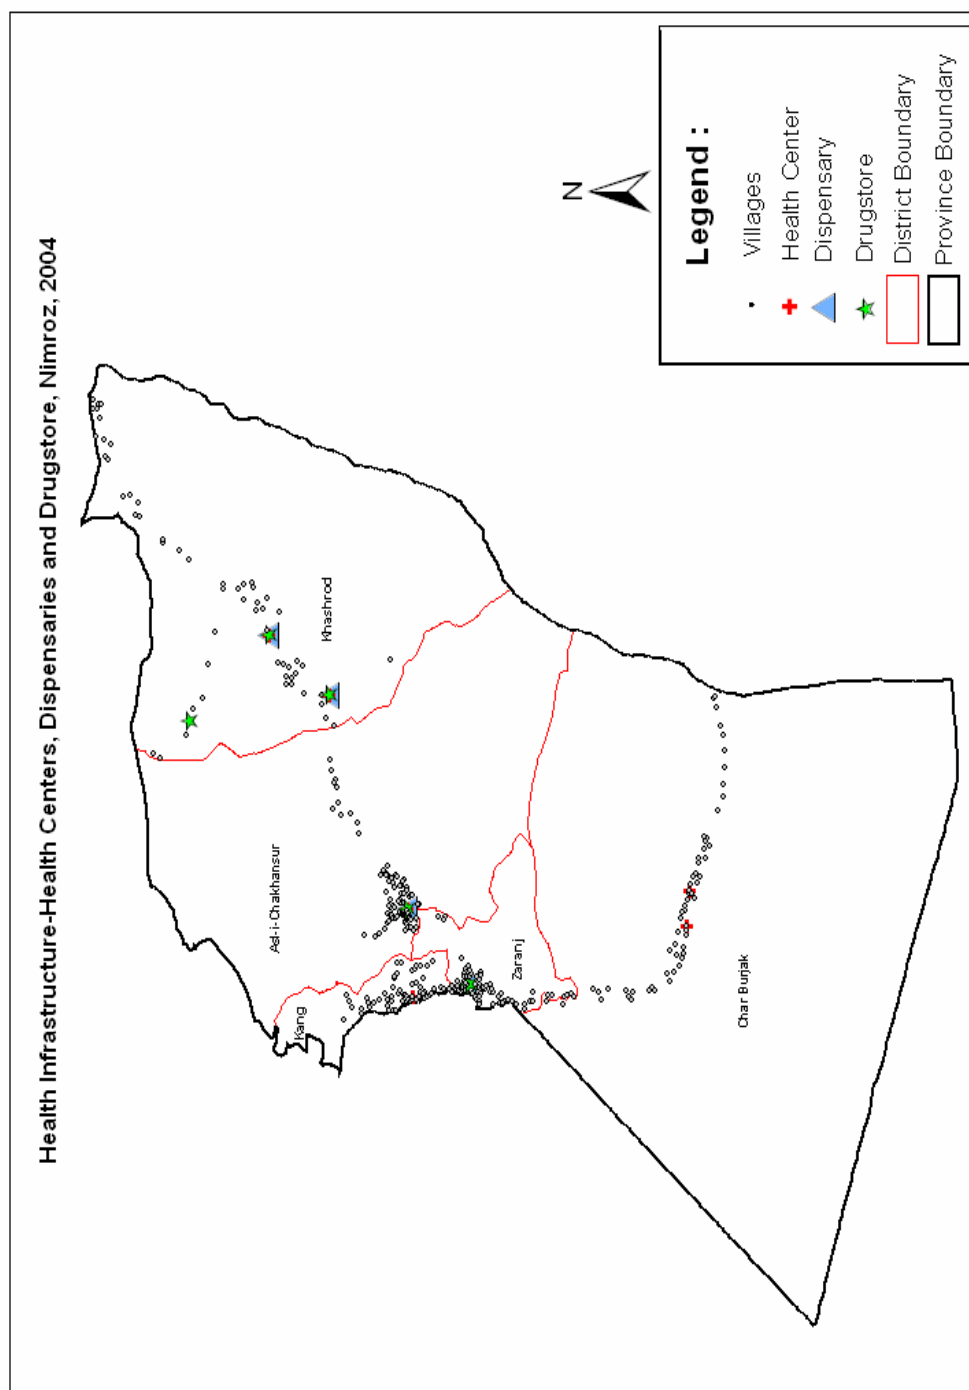 Health Infrastructure-Health Centers, Dispensaries and Drugstore, Nimroz, 2004
N
Legend :
Villages
Health Center
Dispensary
Drugstore
District Boundary
Province Boundary
Khashrod
Asl-i-Chakhansur
Kang
Zaranj
Char Burjak